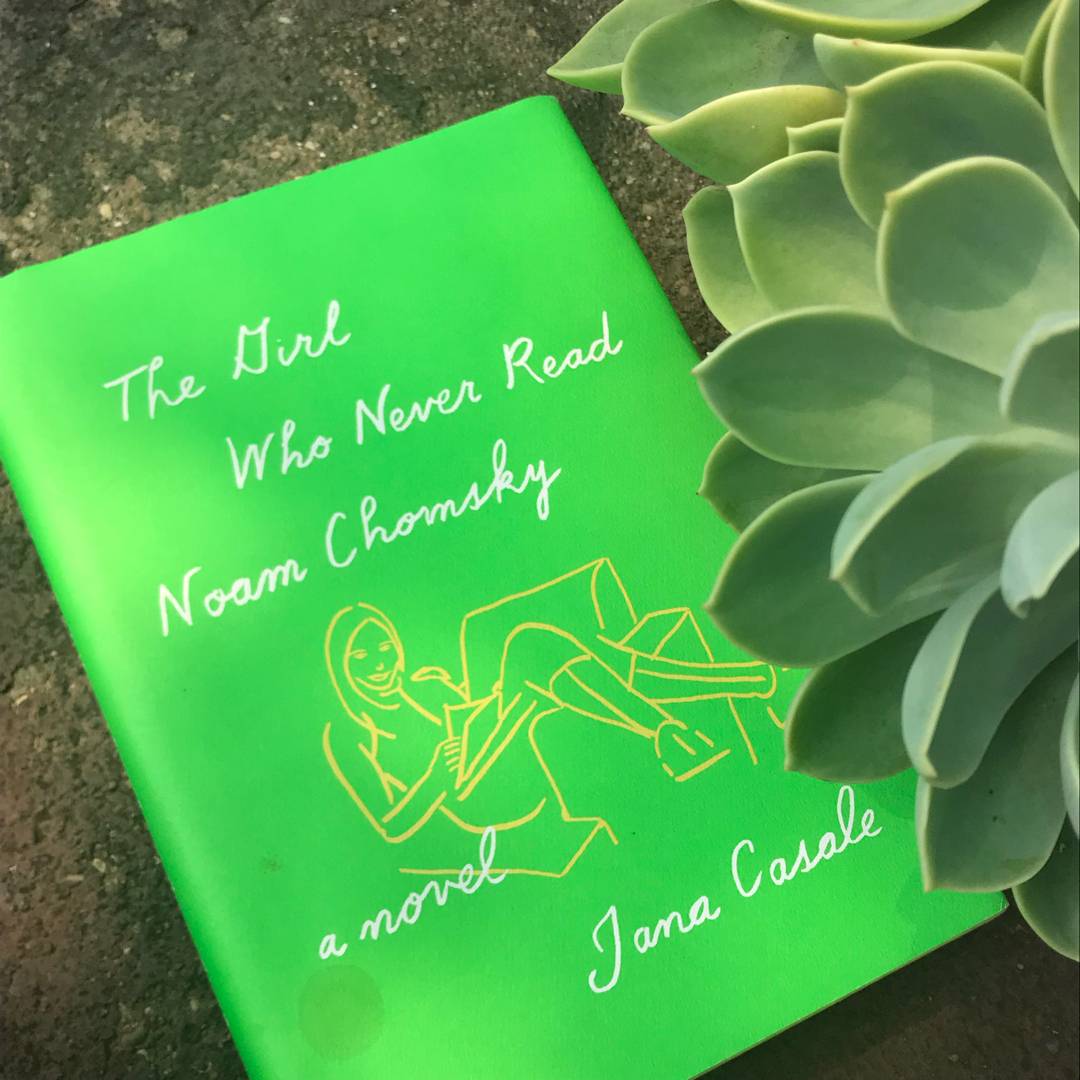 The Girl
Who Never Read
Noam Chomsky
a novel
Jana Casale